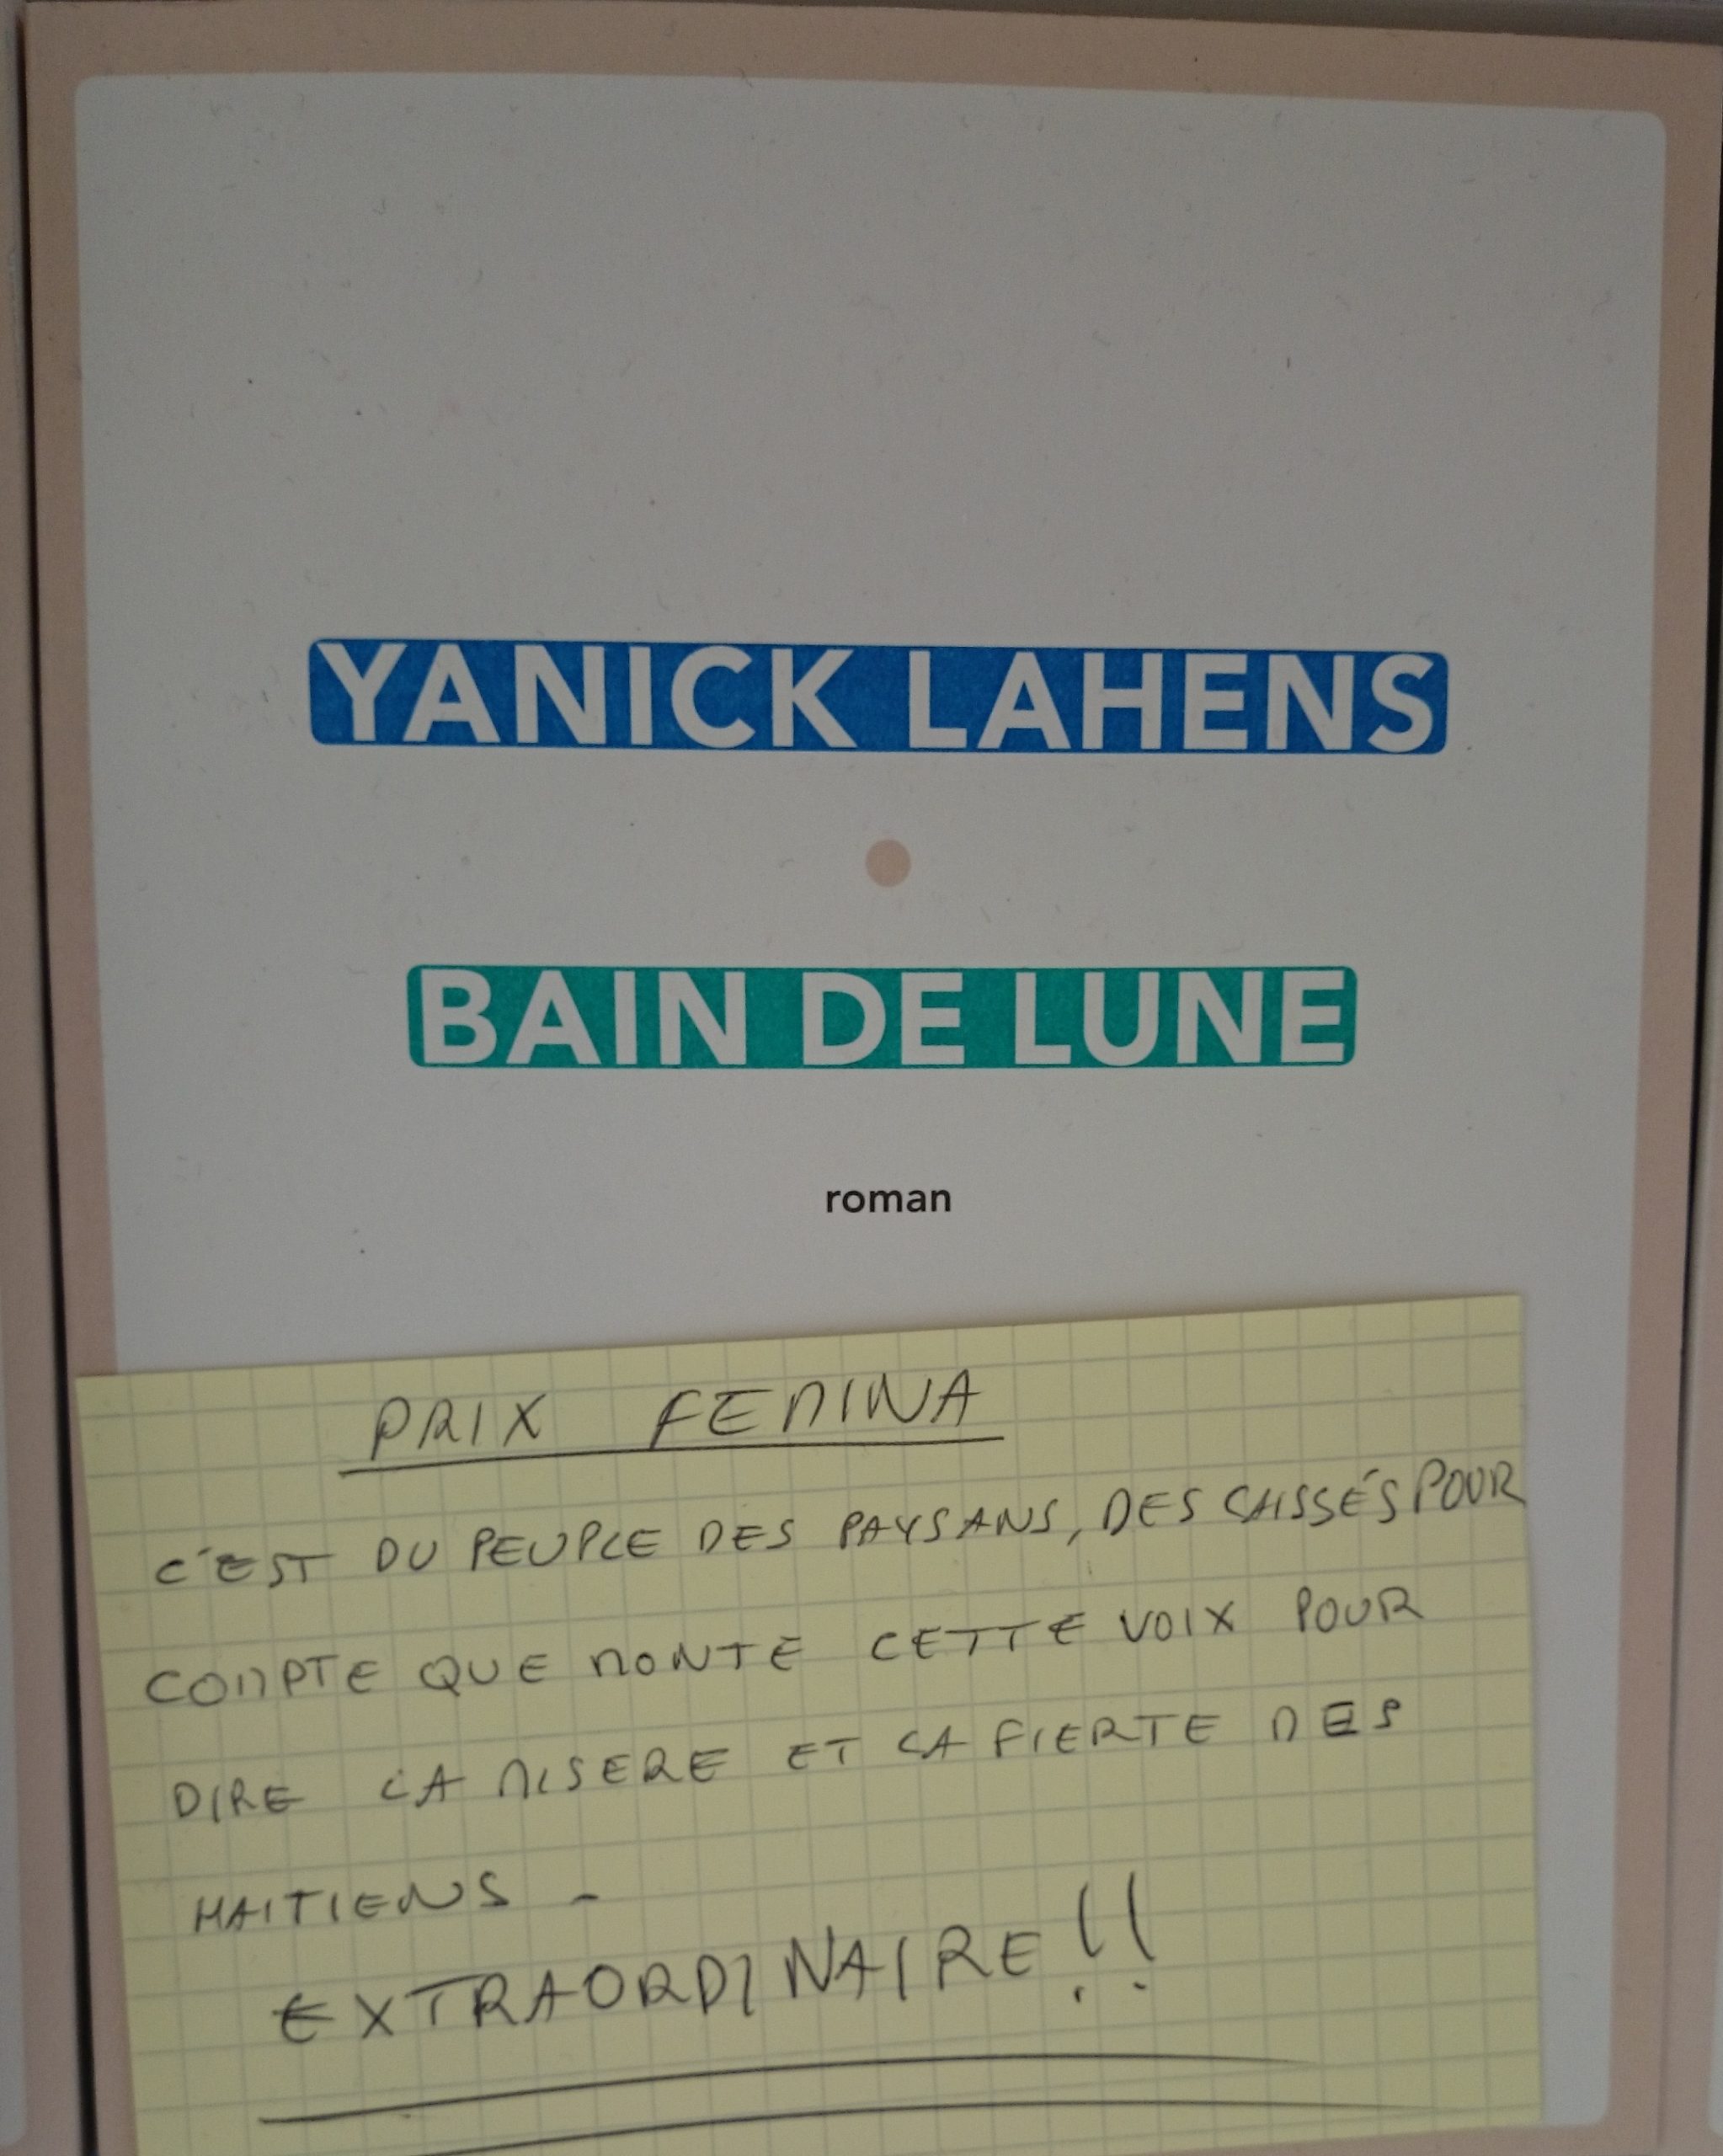 YANICK LAHENS
BAIN DE LUNE
roman
PRIX FEMINA
C'EST DU PEUPLE DES PAYSANS, DES LAISSÉS POUR
COMPTE QUE MONTE CETTE VOIX POUR
DIRE LA MISERE ET LA FIERTE DES
HAITIENS -
EXTRAORDINAIRE!!